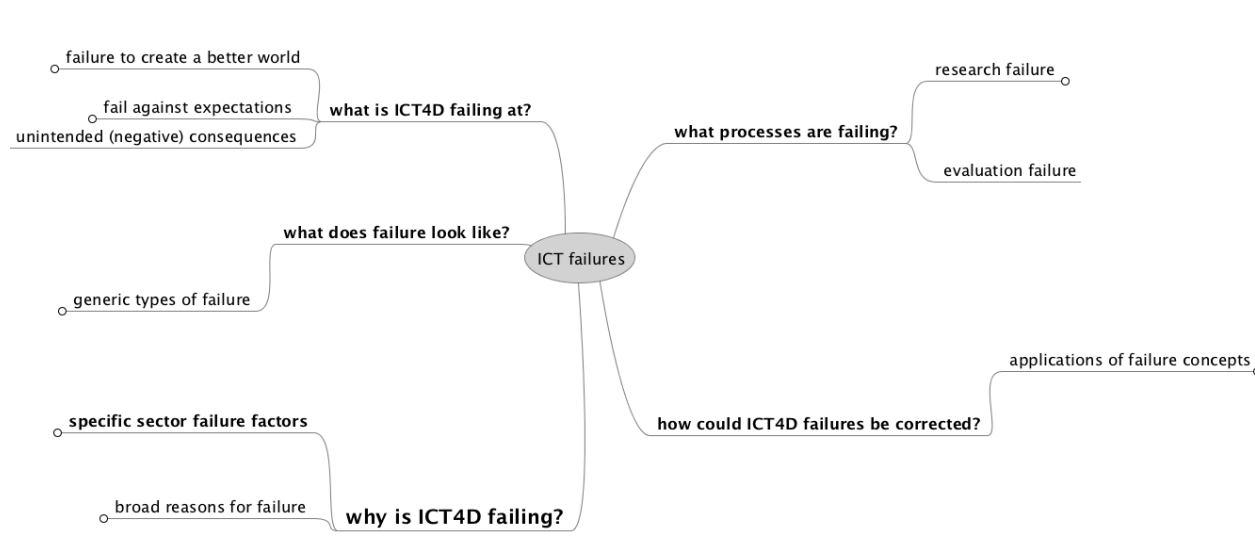 failure to create a better world
fail against expectations
unintended (negative) consequences
what is ICT4D failing at?
what does failure look like?
generic types of failure
specific sector failure factors
broad reasons for failure
why is ICT4D failing?
ICT failures
what processes are failing?
research failure
evaluation failure
how could ICT4D failures be corrected?
applications of failure concepts